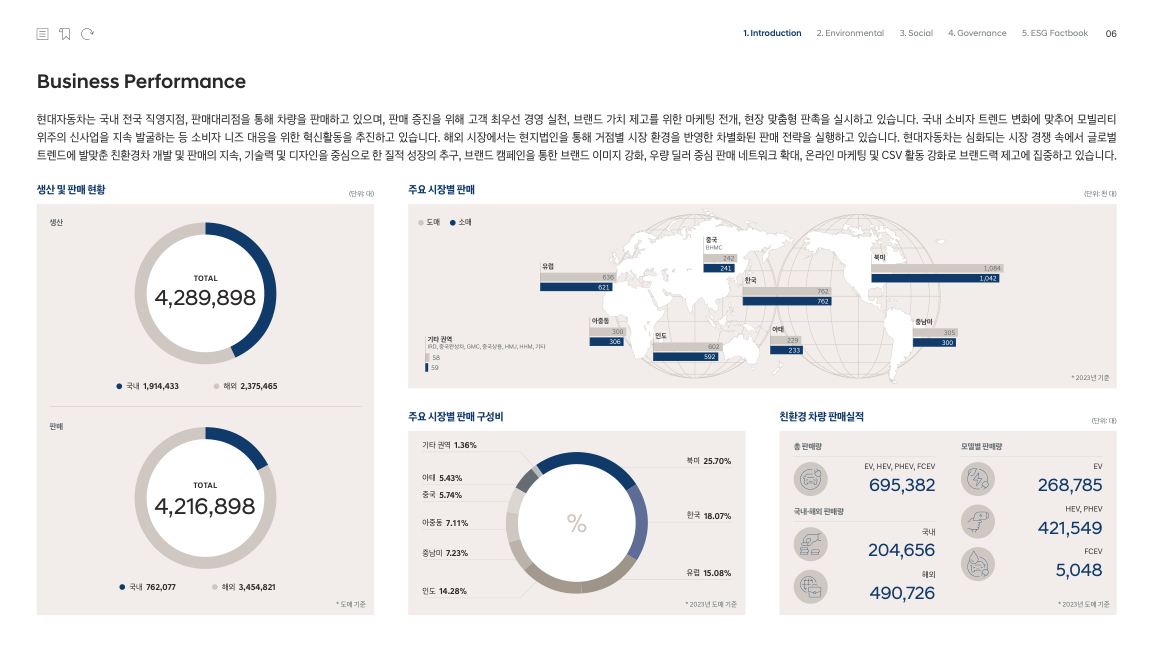 1. Introduction 2. Environmental 3. Social 4. Governance 5. ESG Factbook 06
Business Performance
현대자동차는 국내 전국 직영지점, 판매대리점을 통해 차량을 판매하고 있으며, 판매 증진을 위해 고객 최우선 경영 실천, 브랜드 가치 제고를 위한 마케팅 전개, 현장 맞춤형 판촉을 실시하고 있습니다. 국내 소비자 트렌드 변화에 맞추어 모빌리티
위주의 신사업을 지속 발굴하는 등 소비자 니즈 대응을 위한 혁신활동을 추진하고 있습니다. 해외 시장에서는 현지법인을 통해 거점별 시장 환경을 반영한 차별화된 판매 전략을 실행하고 있습니다. 현대자동차는 심화되는 시장 경쟁 속에서 글로벌
트렌드에 발맞춘 친환경차 개발 및 판매의 지속, 기술력 및 디자인을 중심으로 한 질적 성장의 추구, 브랜드 캠페인을 통한 브랜드 이미지 강화, 우량 딜러 중심 판매 네트워크 확대, 온라인 마케팅 및 CSV 활동 강화로 브랜드력 제고에 집중하고 있습니다.
생산 및 판매 현황
(단위: 대)
생산
TOTAL
4,289,898
국내 1,914,433 해외 2,375,465
판매
TOTAL
4,216,898
국내 762,077 해외 3,454,821
* 도매 기준
주요 시장별 판매
(단위: 천 대)
도매 소매
유럽
636
621
중국
BHMC
242
241
한국
762
762
북미
1,084
1,042
아중동
300
306
인도
602
592
아태
229
233
중남미
305
300
기타 권역
IRD, 중국완성차, GMC, 중국상용, HMJ, HHM, 기타
58
59
* 2023년 기준
주요 시장별 판매 구성비
기타 권역 1.36%
아태 5.43%
중국 5.74%
아중동 7.11%
중남미 7.23%
인도 14.28%
%
북미 25.70%
한국 18.07%
유럽 15.08%
* 2023년 도매 기준
친환경 차량 판매실적
(단위: 대)
총 판매량
EV, HEV, PHEV, FCEV
695,382
국내·해외 판매량
국내
204,656
해외
490,726
모델별 판매량
EV
268,785
HEV, PHEV
421,549
FCEV
5,048
* 2023년 도매 기준